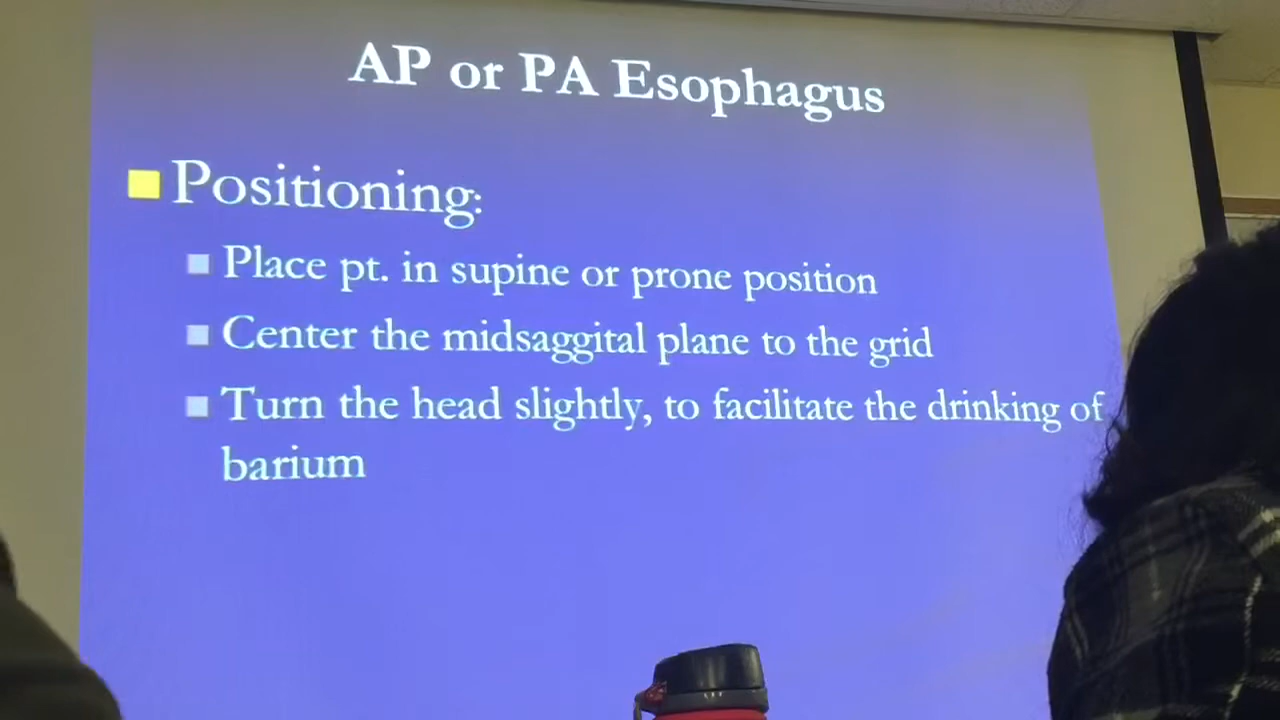 AP or PA Esophagus
Positioning:
Place pt. in supine or prone position
Center the midsaggital plane to the grid
Turn the head slightly, to facilitate the drinking of
barium